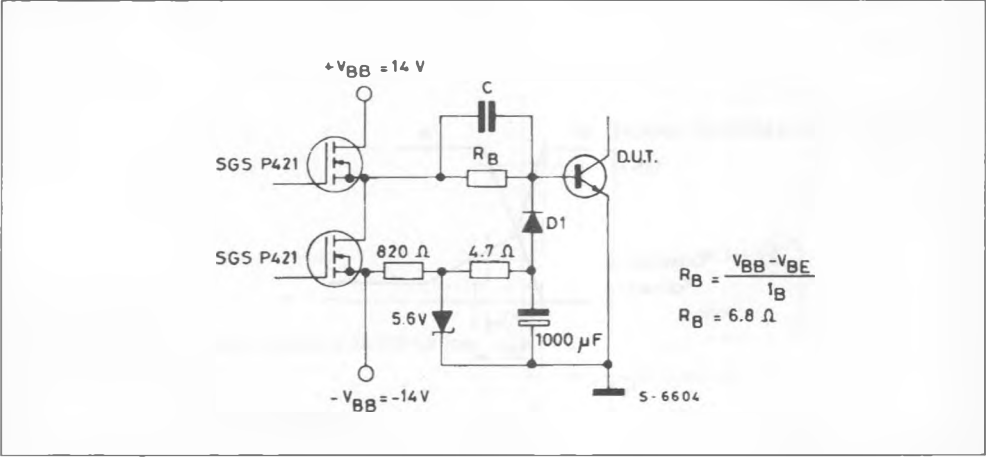 +VBB = 14 V
C
SGS P421
RB
D.U.T.
D1
SGS P421
820 Ω
4.7 Ω
RB = VBB - VBE
IB
RB = 6.8 Ω
5.6V
1000 µF
- VBB = -14V
S - 6604